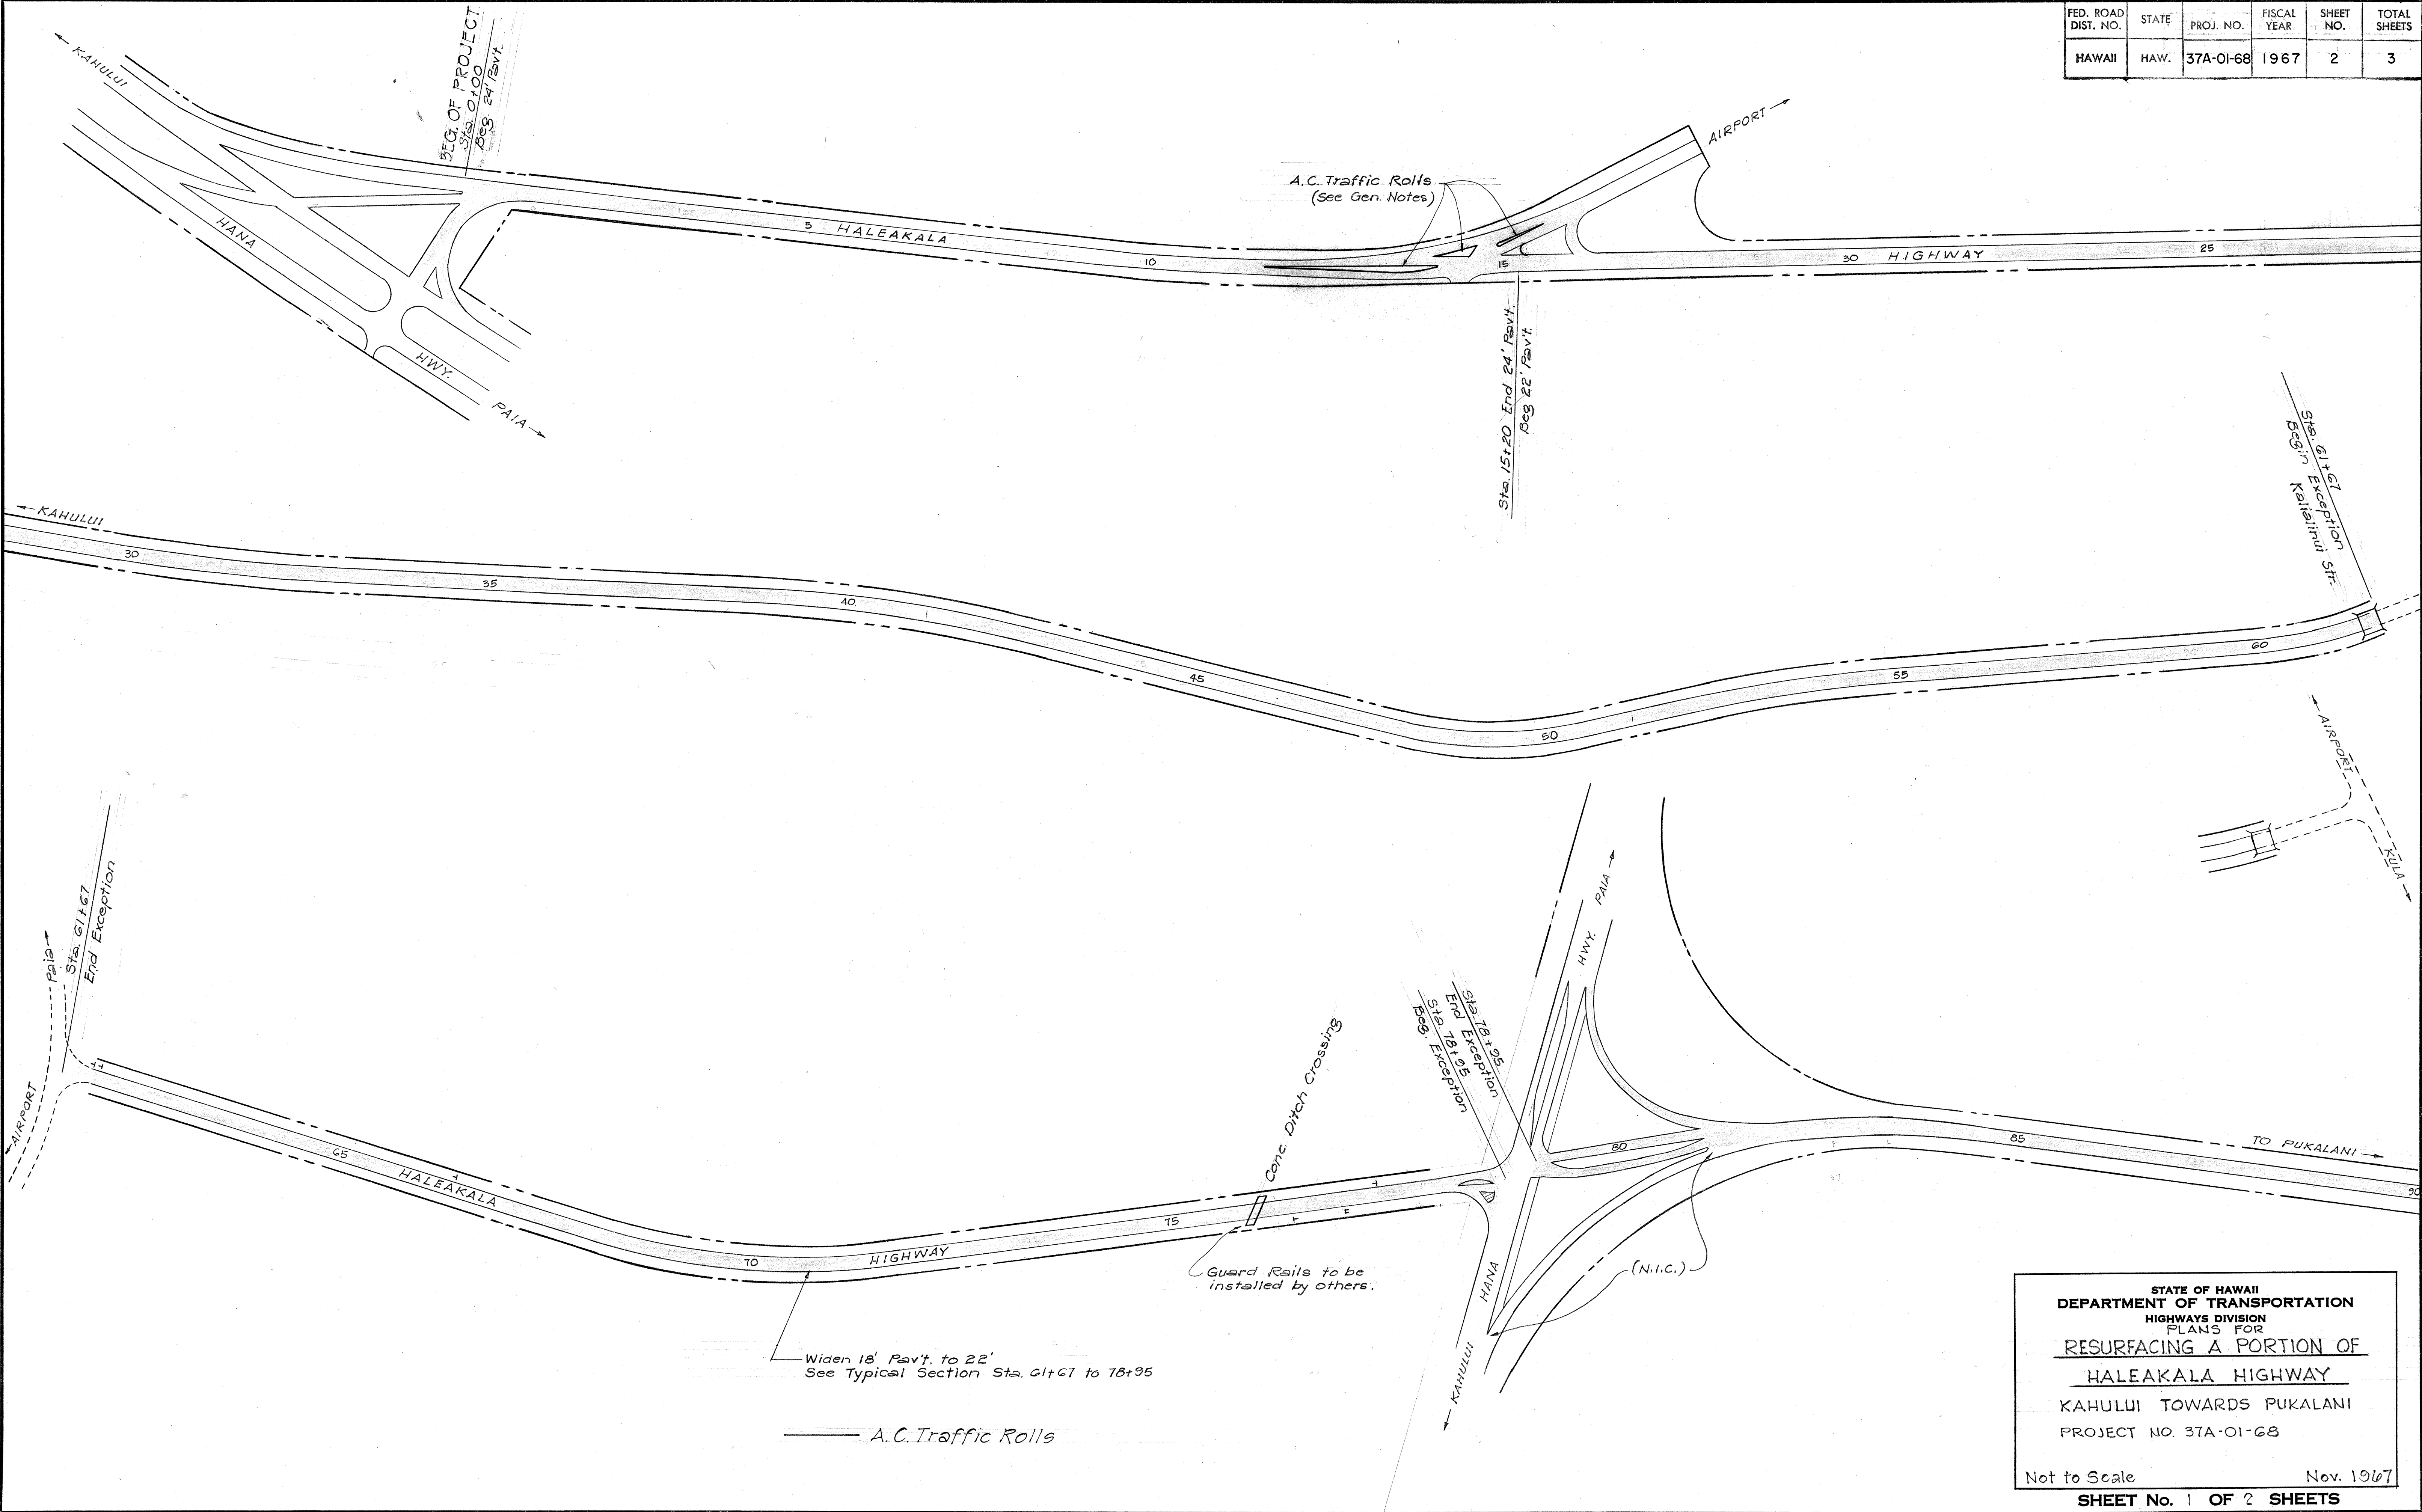 FED. ROAD DIST. NO. STATE PROJ. NO. FISCAL YEAR SHEET NO. TOTAL SHEETS
HAWAII HAW. 37A-01-68 1967 2 3
KAHULUI
BEG. OF PROJECT
Sta. 0+00
Beg. 24' Pav't.
HANA
HWY.
PAIA
5 HALEAKALA
10
A.C. Traffic Rolls
(See Gen. Notes)
AIRPORT
15
30 HIGHWAY
25
Sta. 15+20 End 24' Pav't.
Beg 22' Pav't.
KAHULUI
30
35
40
45
50
55
60
Sta. 61+67
Begin Exception
Kalialinui Str.
AIRPORT
KULA
Paia
Sta. 61+67
End Exception
AIRPORT
65
HALEAKALA
70
HIGHWAY
75
Conc. Ditch Crossing
Guard Rails to be
installed by others.
Widen 18' Pav't. to 22'
See Typical Section Sta. 61+67 to 78+95
A.C. Traffic Rolls
Sta. 78+95
End Exception
Sta. 78+95
Beg. Exception
PAIA
HWY.
80
HANA
KAHULUI
(N.I.C.)
85
TO PUKALANI
90
STATE OF HAWAII
DEPARTMENT OF TRANSPORTATION
HIGHWAYS DIVISION
PLANS FOR
RESURFACING A PORTION OF
HALEAKALA HIGHWAY
KAHULUI TOWARDS PUKALANI
PROJECT NO. 37A-01-68
Not to Scale Nov. 1967
SHEET No. 1 OF 2 SHEETS